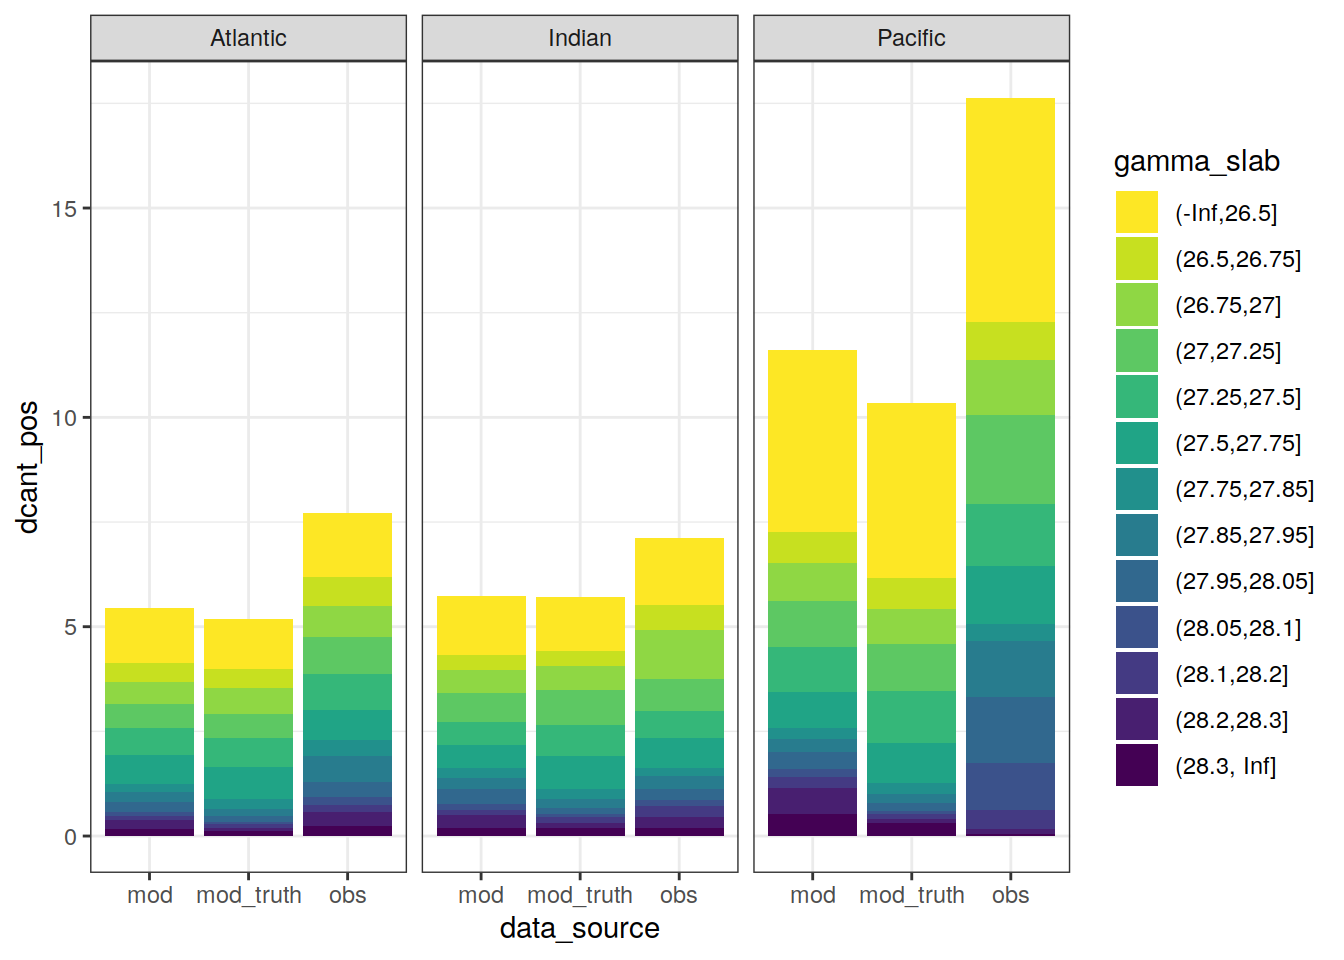 Atlantic
Indian
Pacific
15
10
5
0
dcant_pos
mod
mod_truth
obs
mod
mod_truth
obs
mod
mod_truth
obs
data_source
gamma_slab
(-Inf,26.5]
(26.5,26.75]
(26.75,27]
(27,27.25]
(27.25,27.5]
(27.5,27.75]
(27.75,27.85]
(27.85,27.95]
(27.95,28.05]
(28.05,28.1]
(28.1,28.2]
(28.2,28.3]
(28.3, Inf]